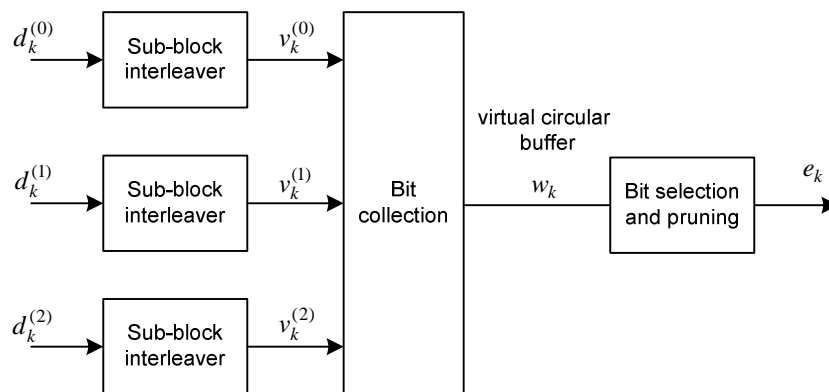 d_k^(0)
Sub-block
interleaver
v_k^(0)
d_k^(1)
Sub-block
interleaver
v_k^(1)
d_k^(2)
Sub-block
interleaver
v_k^(2)
Bit
collection
virtual circular
buffer
w_k
Bit selection
and pruning
e_k